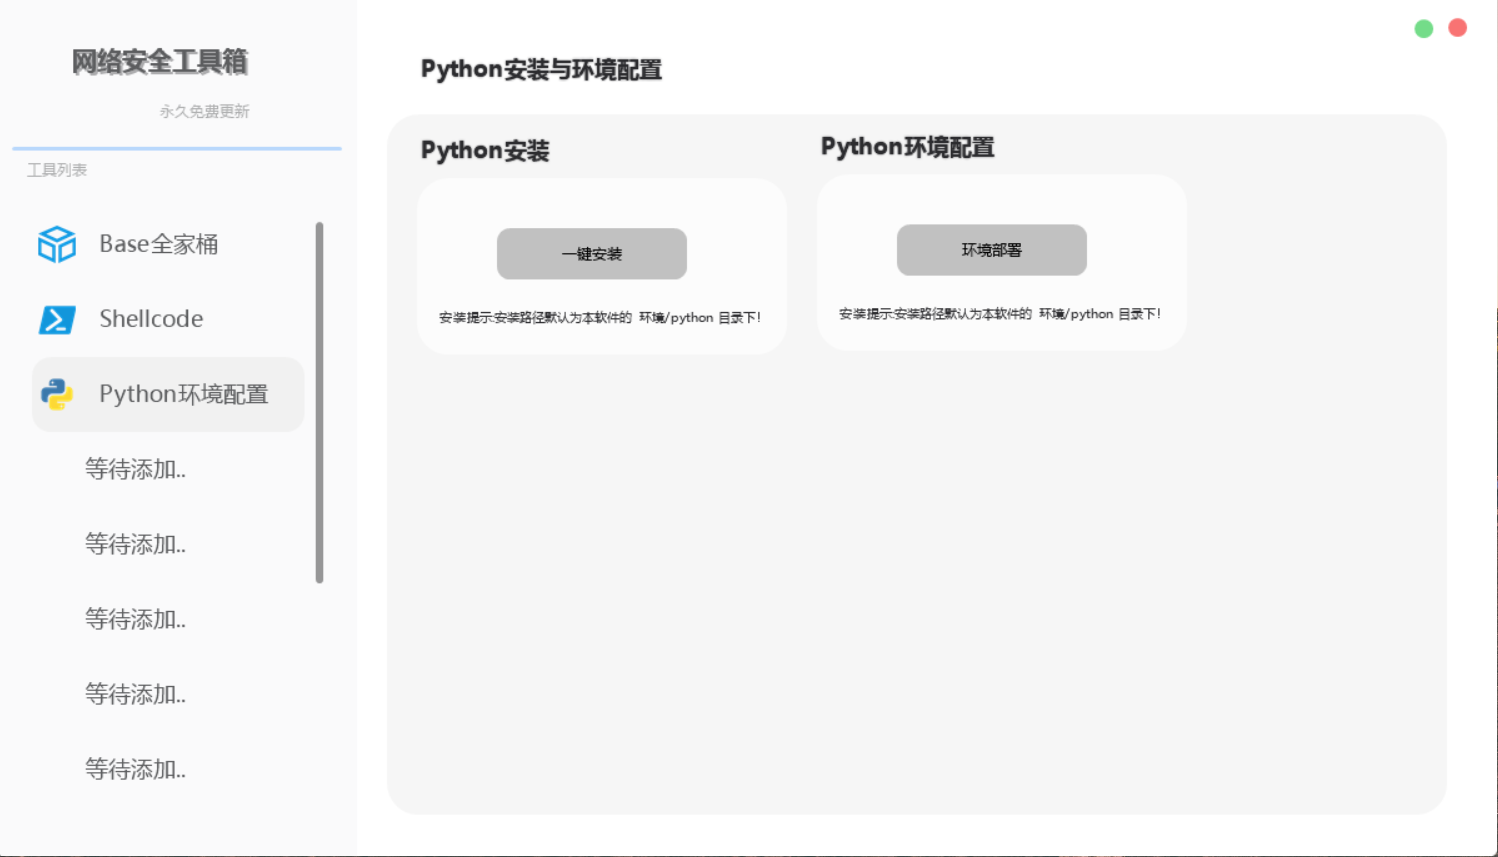 网络安全工具箱
永久免费更新
工具列表
Base全家桶
Shellcode
Python环境配置
等待添加..
等待添加..
等待添加..
等待添加..
等待添加..
Python安装与环境配置
Python安装
一键安装
安装提示:安装路径默认为本软件的 环境/python 目录下!
Python环境配置
环境部署
安装提示:安装路径默认为本软件的 环境/python 目录下!